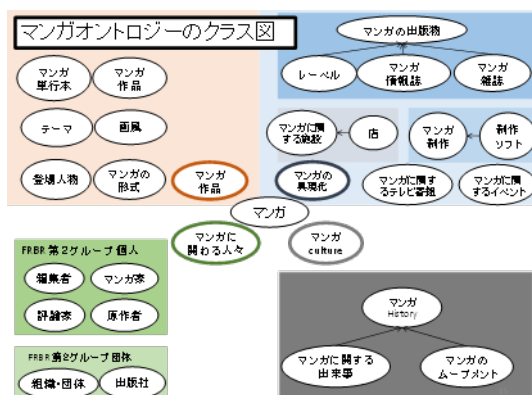 マンガオントロジーのクラス図
マンガの出版物
マンガ
単行本
マンガ
作品
レーベル
マンガ
情報誌
マンガ
雑誌
テーマ
画風
マンガに関
する施設
店
マンガ
制作
制作
ソフト
登場人物
マンガの
形式
マンガ
作品
マンガの
具現化
マンガに関す
るテレビ番組
マンガに関
するイベント
マンガ
マンガに
関わる人々
マンガ
culture
FRBR 第2グループ 個人
編集者
マンガ家
評論家
原作者
FRBR 第2グループ 団体
組織・団体
出版社
マンガ
History
マンガに関する
出来事
マンガの
ムーブメント